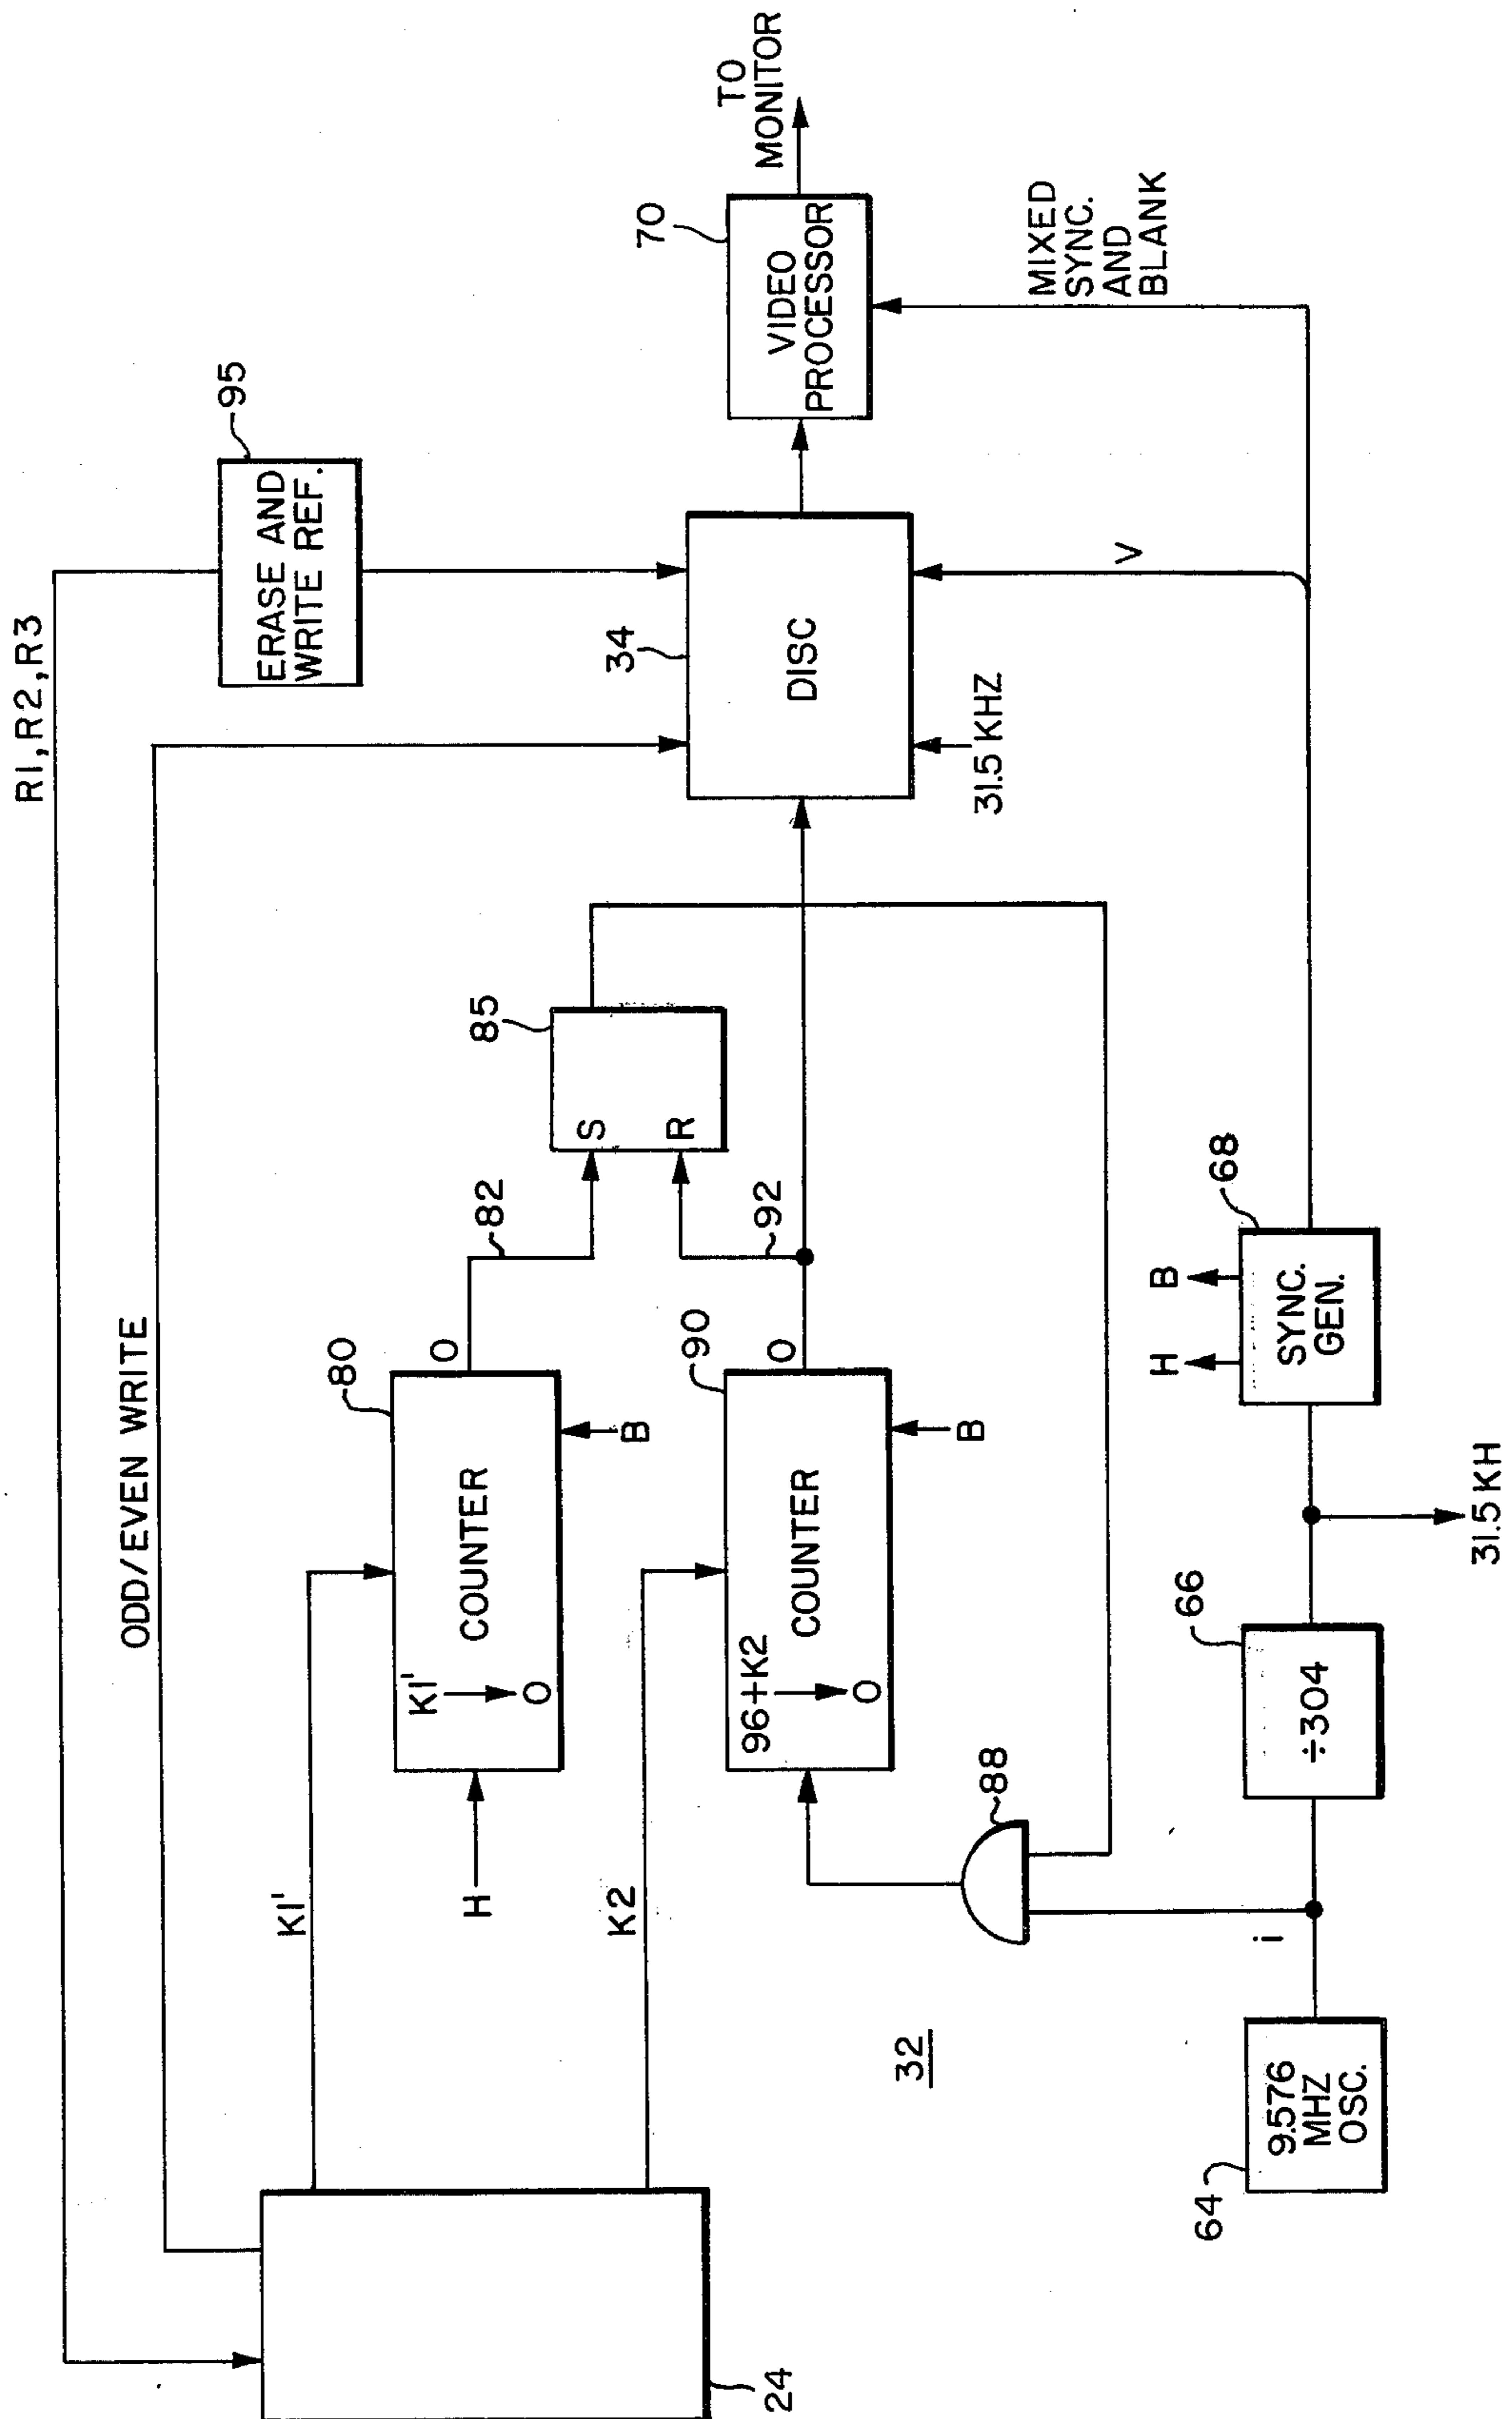 R1,R2,R3
ODD/EVEN WRITE
95
ERASE AND
WRITE REF.
24
K1'
H
K1'
O
COUNTER
80
O
B
82
K2
96+K2
O
COUNTER
90
O
B
92
S
R
85
34
DISC
31.5 KHZ
V
70
VIDEO
PROCESSOR
TO
MONITOR
MIXED
SYNC.
AND
BLANK
88
i
32
64
9.576
MHZ
OSC.
66
÷304
31.5 KH
H
B
68
SYNC.
GEN.